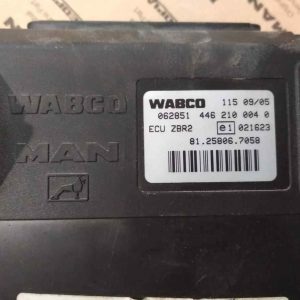 WABCO
MAN
WABCO 115 09/05
062851 446 210 004 0
ECU ZBR2 e1 021623
81.25806.7058